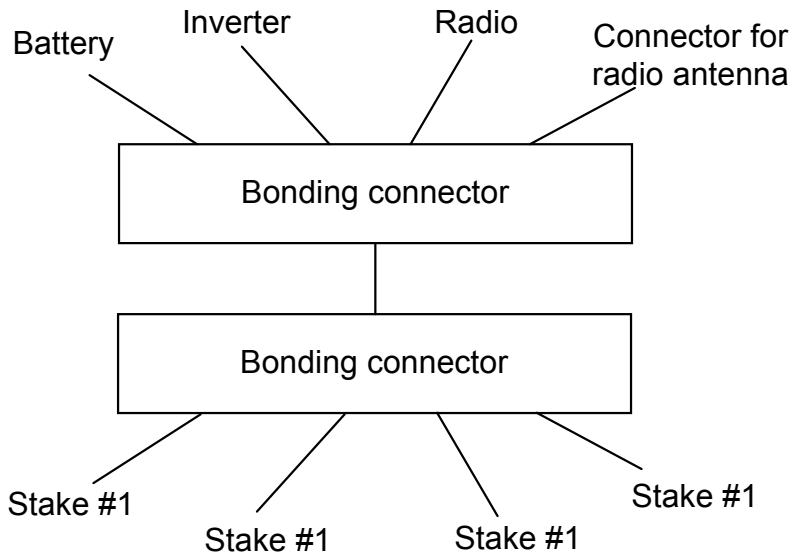 Battery
Inverter
Radio
Connector for
radio antenna
Bonding connector
Bonding connector
Stake #1
Stake #1
Stake #1
Stake #1